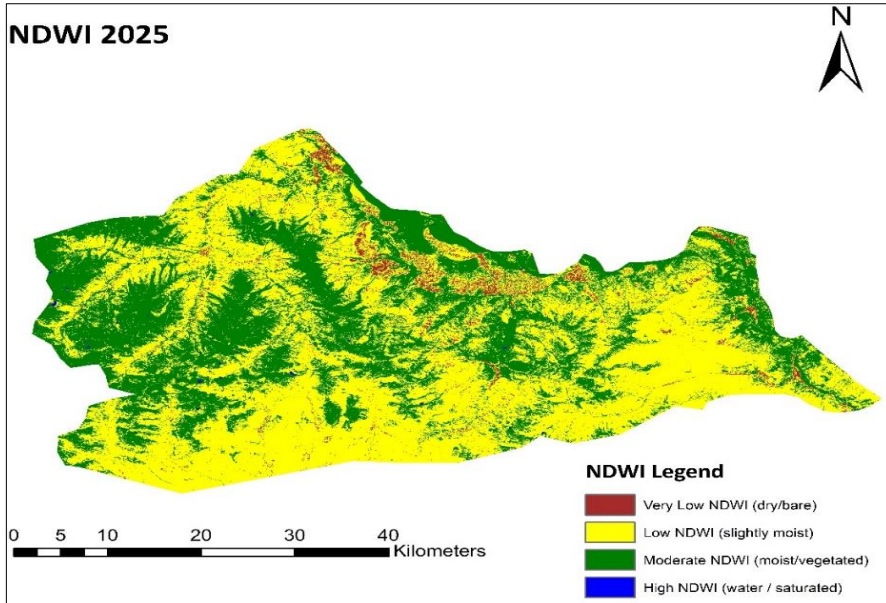 NDWI 2025
N
NDWI Legend
Very Low NDWI (dry/bare)
Low NDWI (slightly moist)
Moderate NDWI (moist/vegetated)
High NDWI (water / saturated)
0 5 10 20 30 40
Kilometers